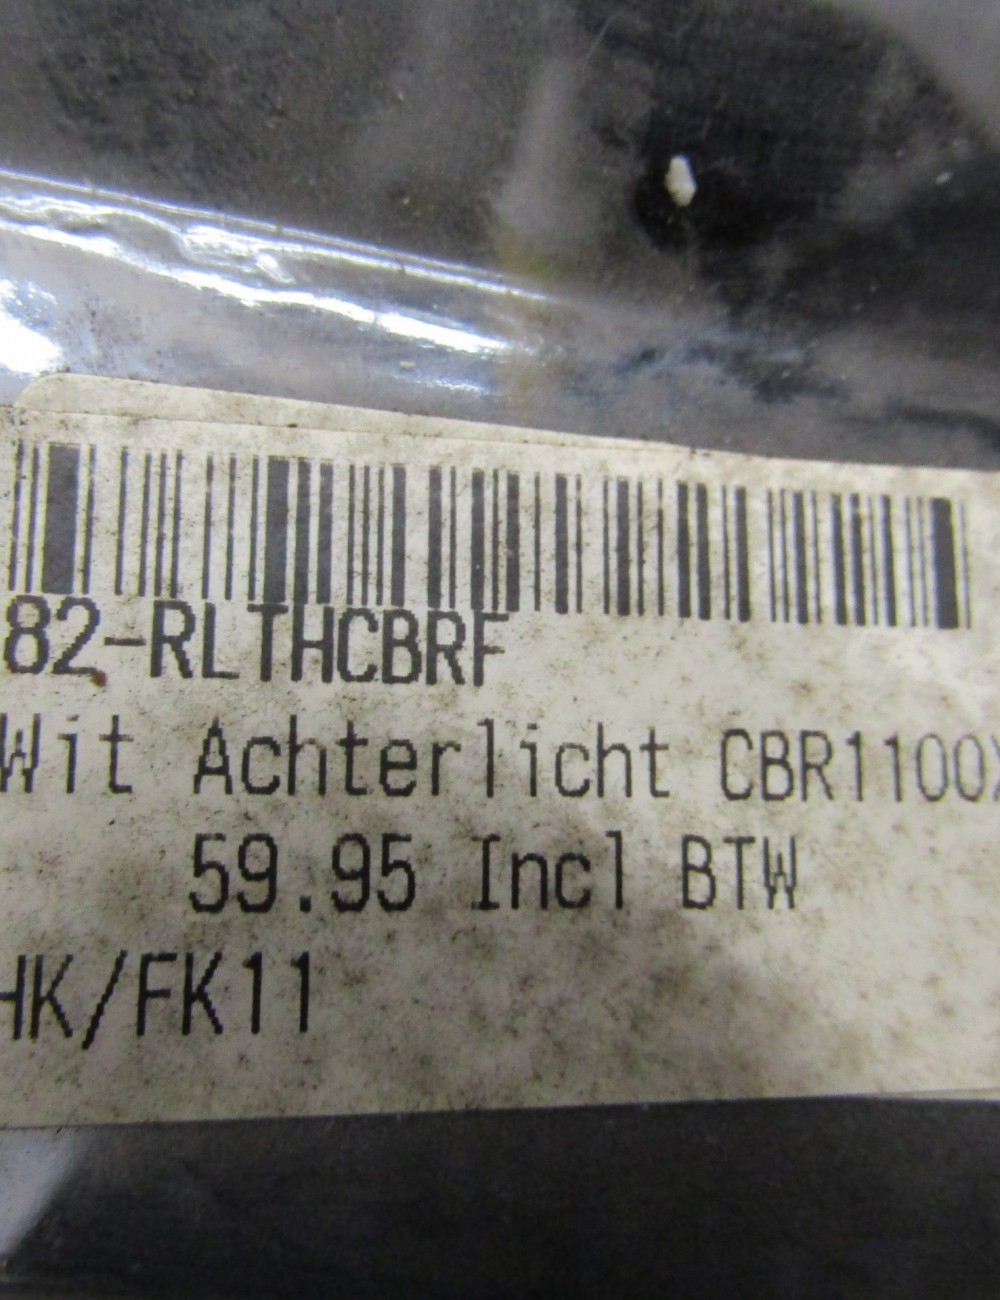 82-RLTHCBRF
Wit Achterlicht CBR1100X
59.95 Incl BTW
HK/FK11